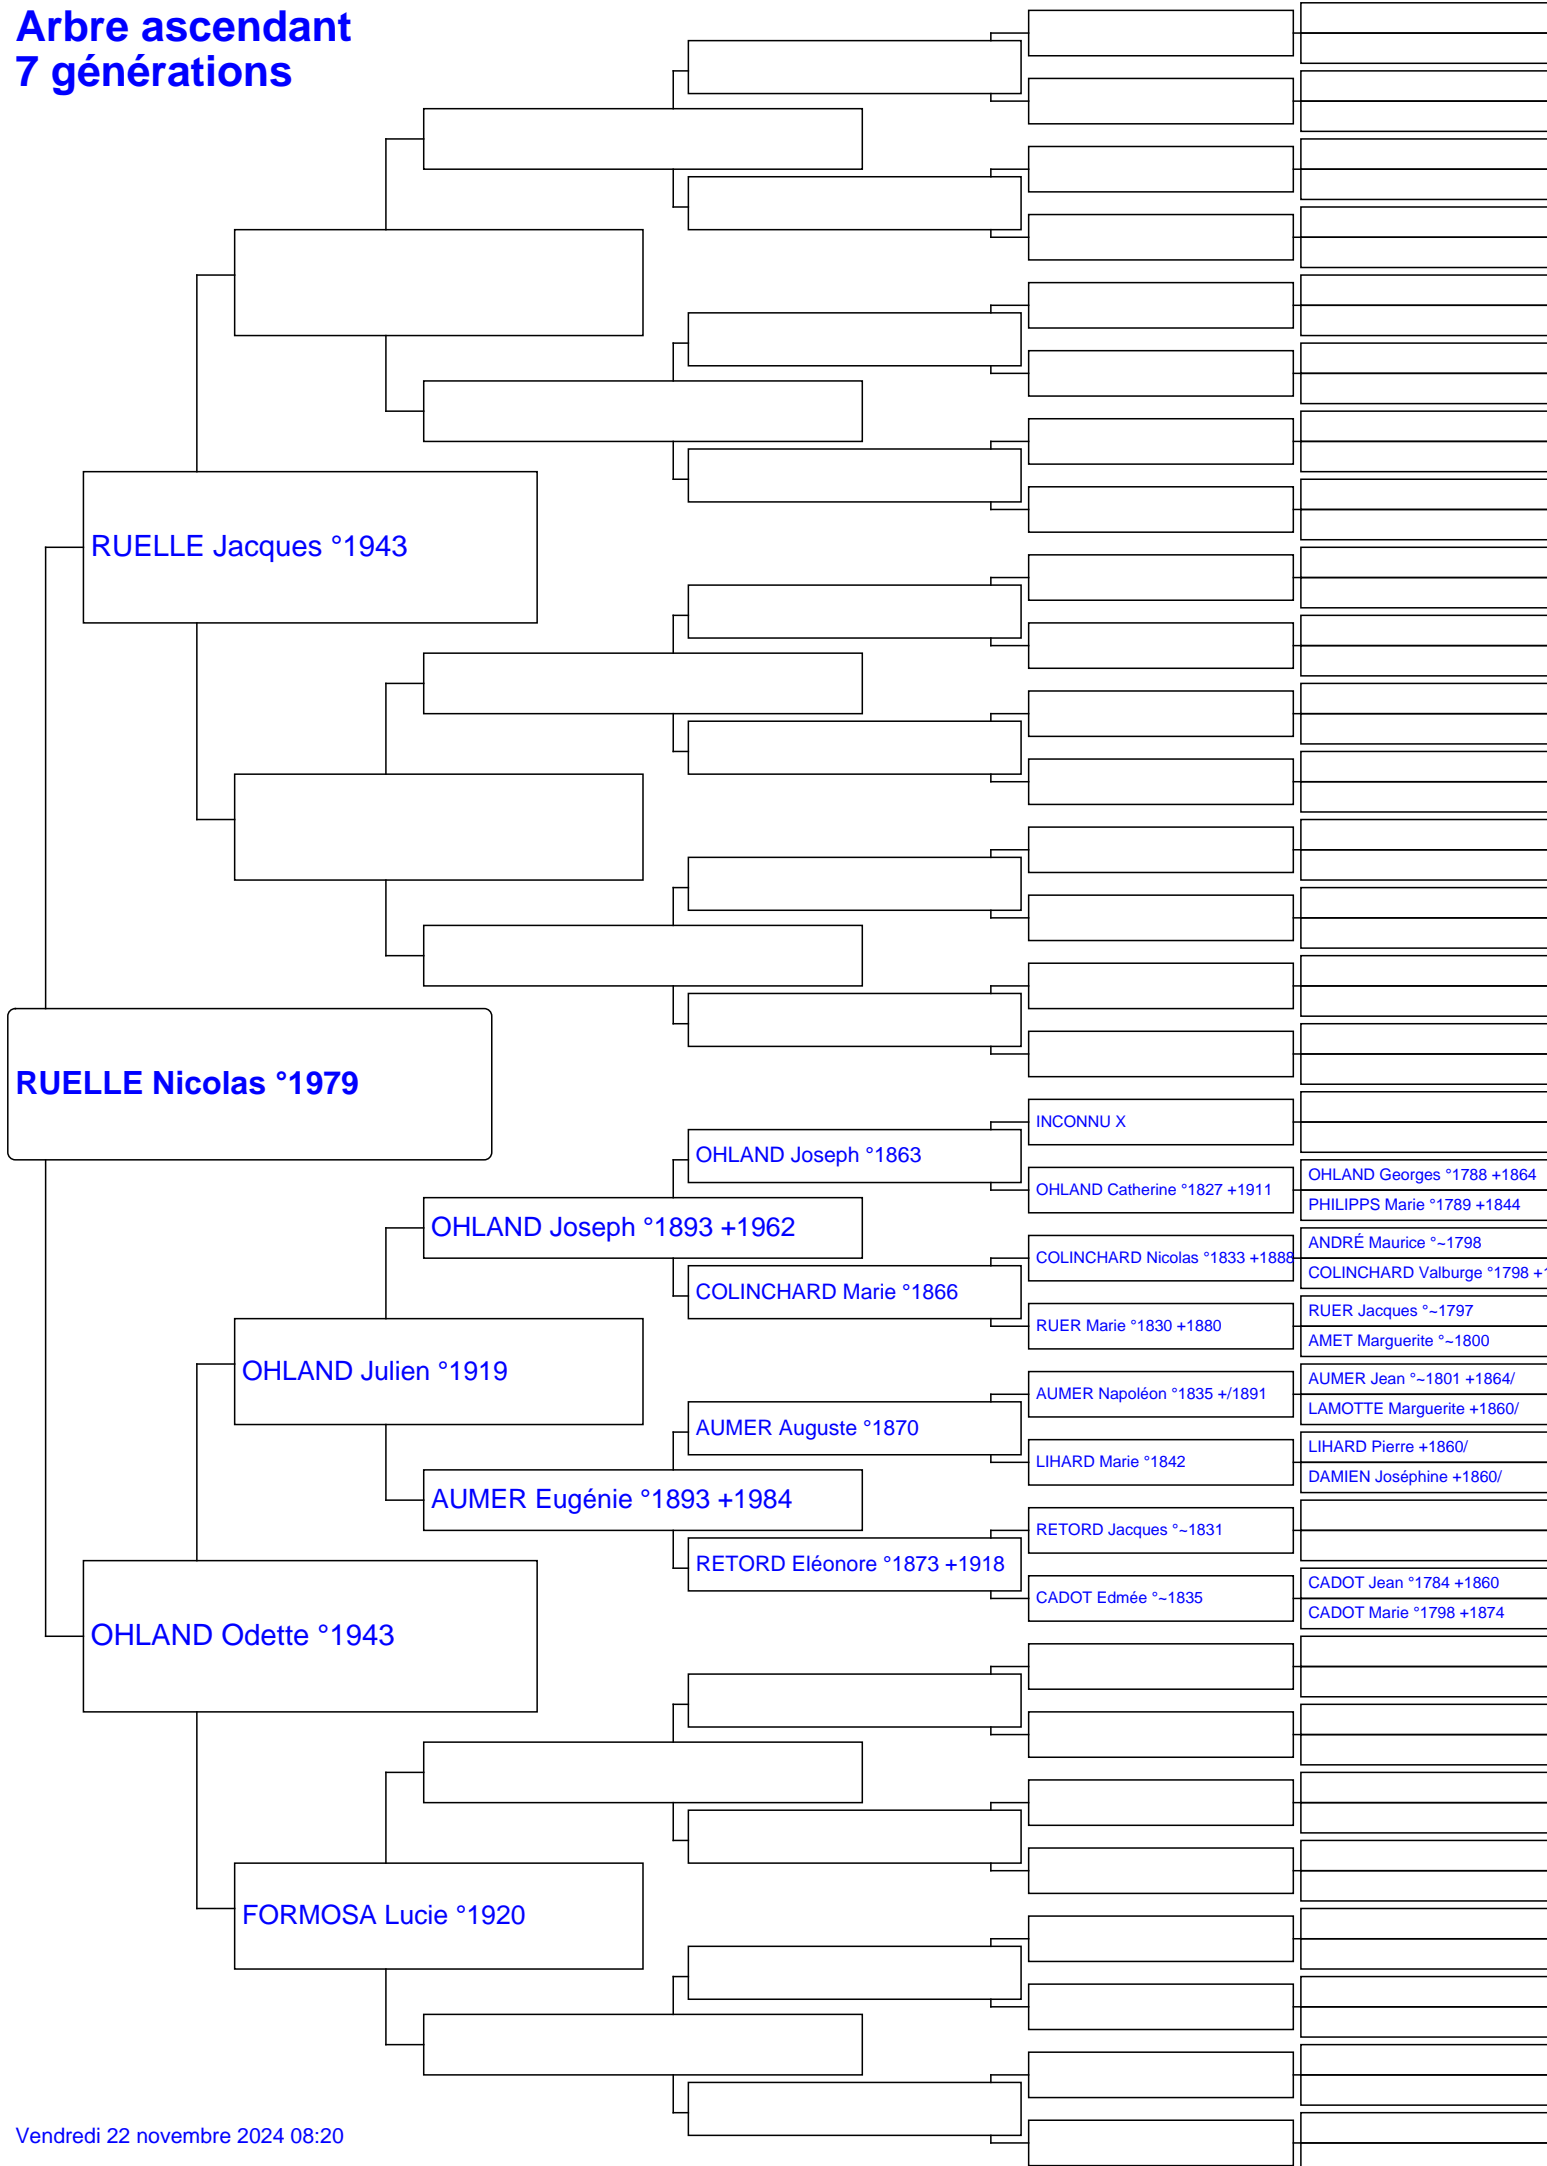 Arbre ascendant
7 générations
RUELLE Jacques °1943
RUELLE Nicolas °1979
INCONNU X
OHLAND Joseph °1863
OHLAND Georges °1788 +1864
OHLAND Catherine °1827 +1911
PHILIPPS Marie °1789 +1844
OHLAND Joseph °1893 +1962
ANDRÉ Maurice °~1798
COLINCHARD Nicolas °1833 +1888
COLINCHARD Valburge °1798 +1
COLINCHARD Marie °1866
RUER Jacques °~1797
RUER Marie °1830 +1880
AMET Marguerite °~1800
OHLAND Julien °1919
AUMER Jean °~1801 +1864/
AUMER Napoléon °1835 +/1891
LAMOTTE Marguerite +1860/
AUMER Auguste °1870
LIHARD Pierre +1860/
LIHARD Marie °1842
DAMIEN Joséphine +1860/
AUMER Eugénie °1893 +1984
RETORD Jacques °~1831
RETORD Eléonore °1873 +1918
CADOT Jean °1784 +1860
CADOT Edmée °~1835
CADOT Marie °1798 +1874
OHLAND Odette °1943
FORMOSA Lucie °1920
Vendredi 22 novembre 2024 08:20